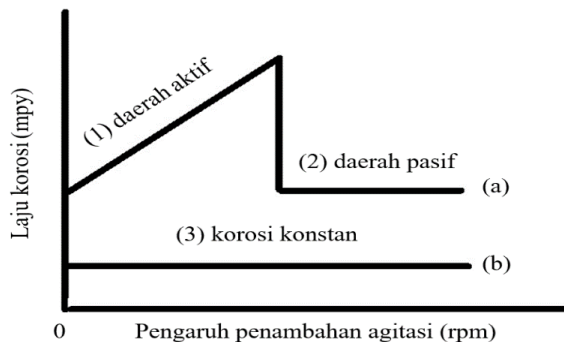 Laju korosi (mpy)
(1) daerah aktif
(2) daerah pasif
(a)
(3) korosi konstan
(b)
0
Pengaruh penambahan agitasi (rpm)